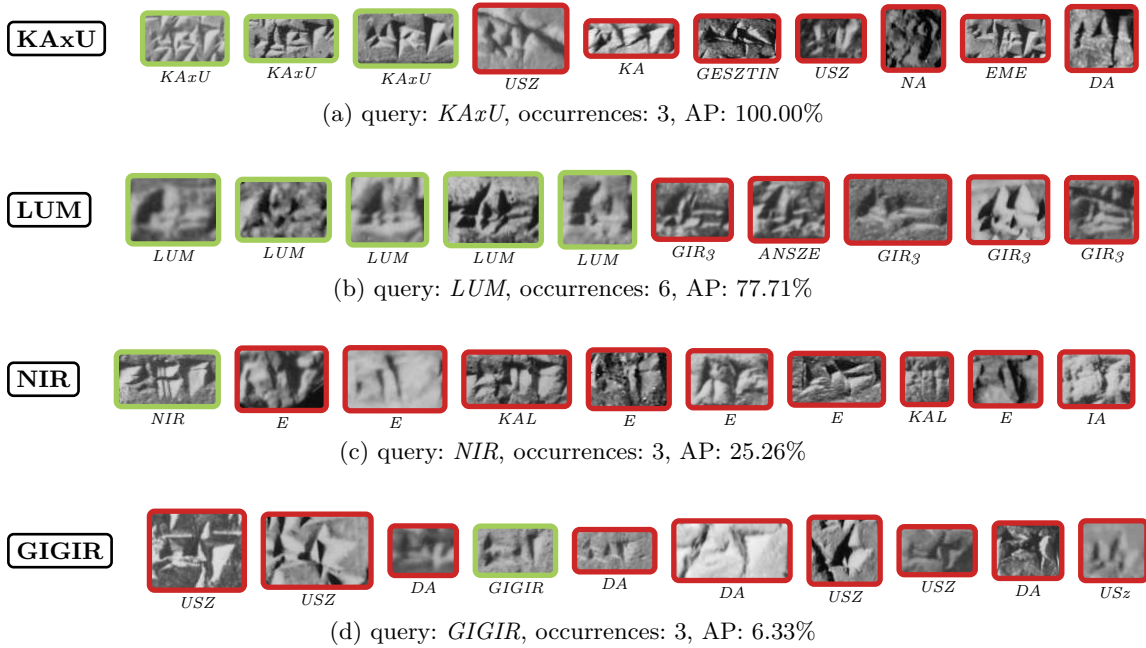 KAxU
KAxU KAxU KAxU USZ KA GESZTIN USZ NA EME DA
(a) query: KAxU, occurrences: 3, AP: 100.00%
LUM
LUM LUM LUM LUM LUM GIR3 ANSZE GIR3 GIR3 GIR3
(b) query: LUM, occurrences: 6, AP: 77.71%
NIR
NIR E E KAL E E E KAL E IA
(c) query: NIR, occurrences: 3, AP: 25.26%
GIGIR
USZ USZ DA GIGIR DA DA USZ USZ DA USz
(d) query: GIGIR, occurrences: 3, AP: 6.33%